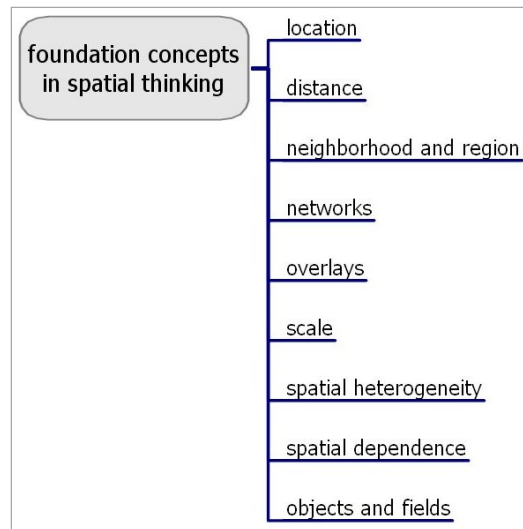 foundation concepts
in spatial thinking
location
distance
neighborhood and region
networks
overlays
scale
spatial heterogeneity
spatial dependence
objects and fields